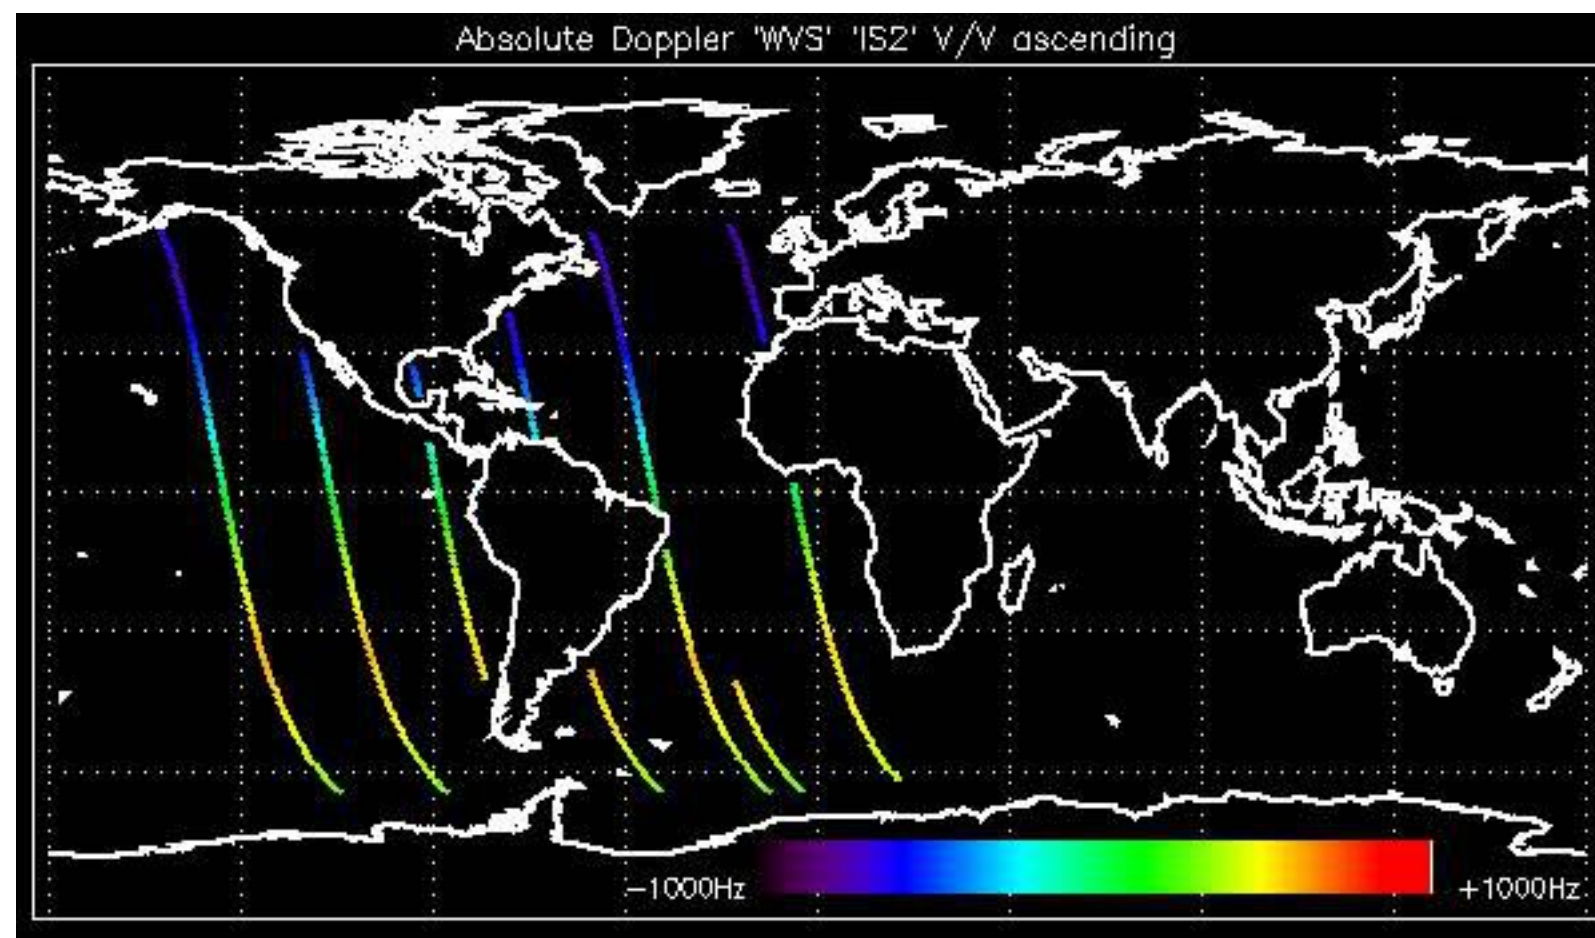 Absolute Doppler 'WVS' 'IS2' V/V ascending
−1000Hz +1000Hz